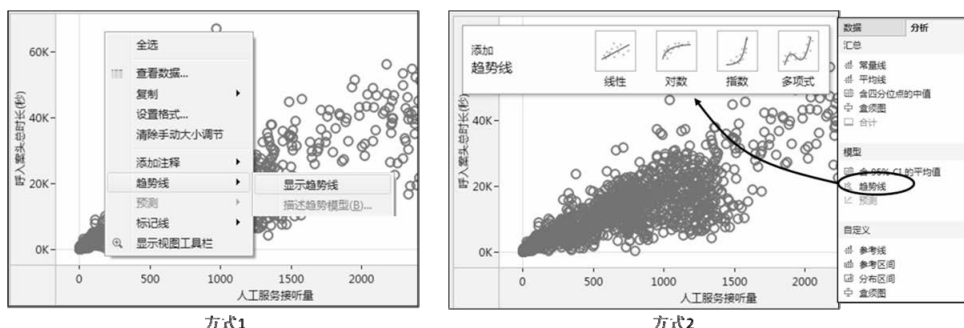 60K
40K
20K
0K
呼入案头总时长(秒)
0
500
1000
1500
2000
人工服务接听量
全选
查看数据...
复制
设置格式...
清除手动大小调节
添加注释
趋势线
预测
标记线
显示视图工具栏
显示趋势线
描述趋势模型(B)...
方式1
添加
趋势线
线性
对数
指数
多项式
40K
20K
0K
呼入案头总时长(秒)
0
500
1000
1500
2000
人工服务接听量
数据
分析
汇总
常量线
平均线
含四分位点的中值
盒须图
合计
模型
含 95% CI 的平均值
趋势线
预测
自定义
参考线
参考区间
分布区间
盒须图
方式2